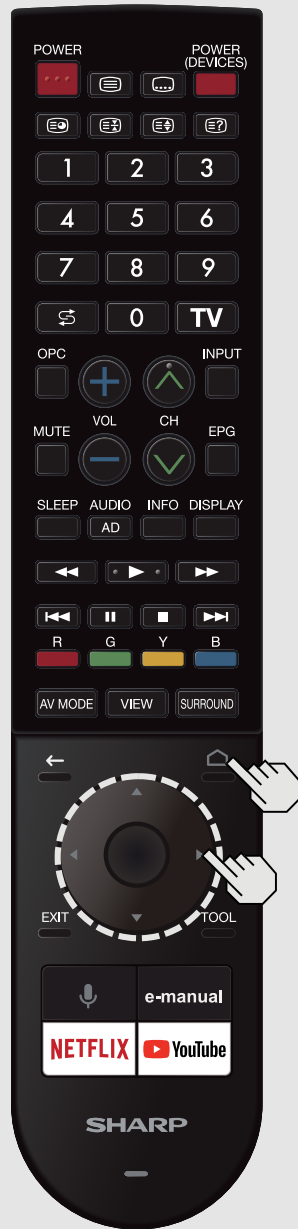 POWER
POWER
(DEVICES)
1 2 3
4 5 6
7 8 9
0 TV
OPC INPUT
VOL CH
MUTE EPG
SLEEP AUDIO INFO DISPLAY
AD
R G Y B
AV MODE VIEW SURROUND
EXIT TOOL
e-manual
NETFLIX YouTube
SHARP